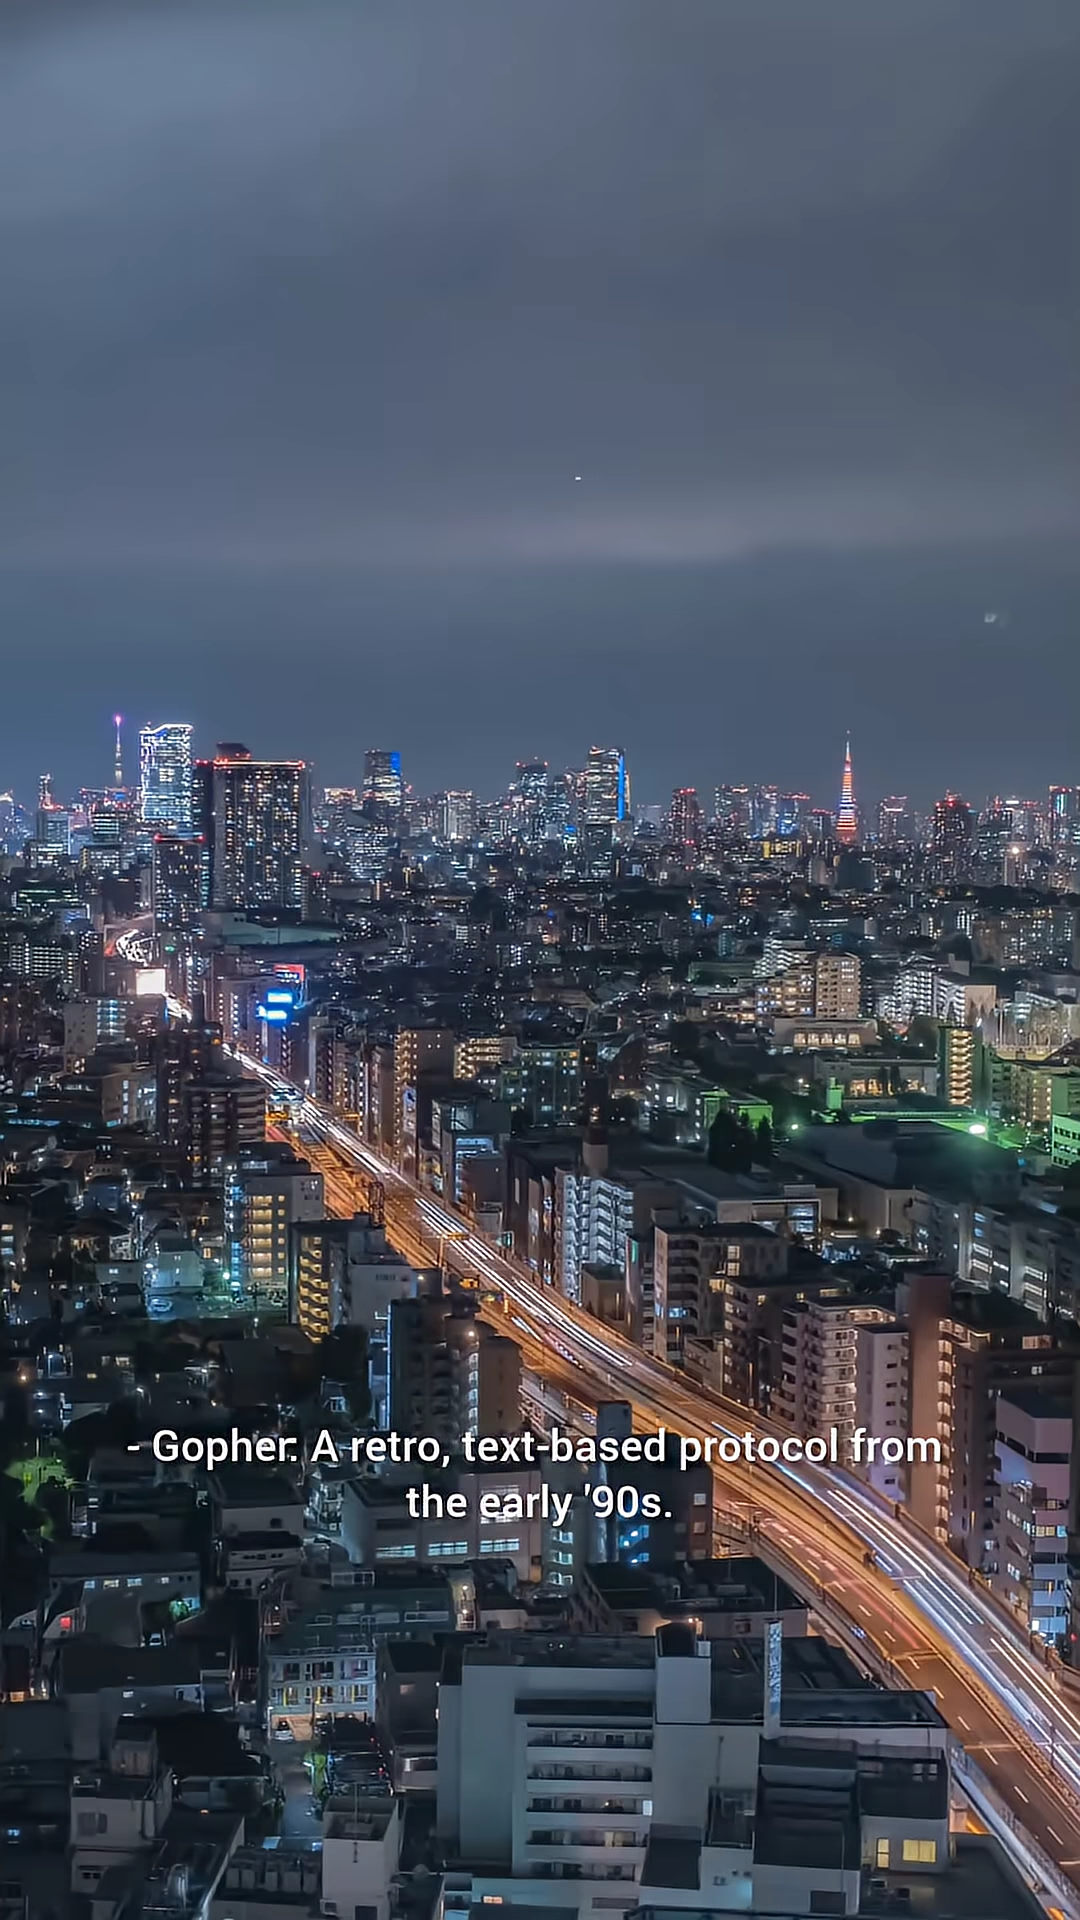 - Gopher: A retro, text-based protocol from
the early '90s.